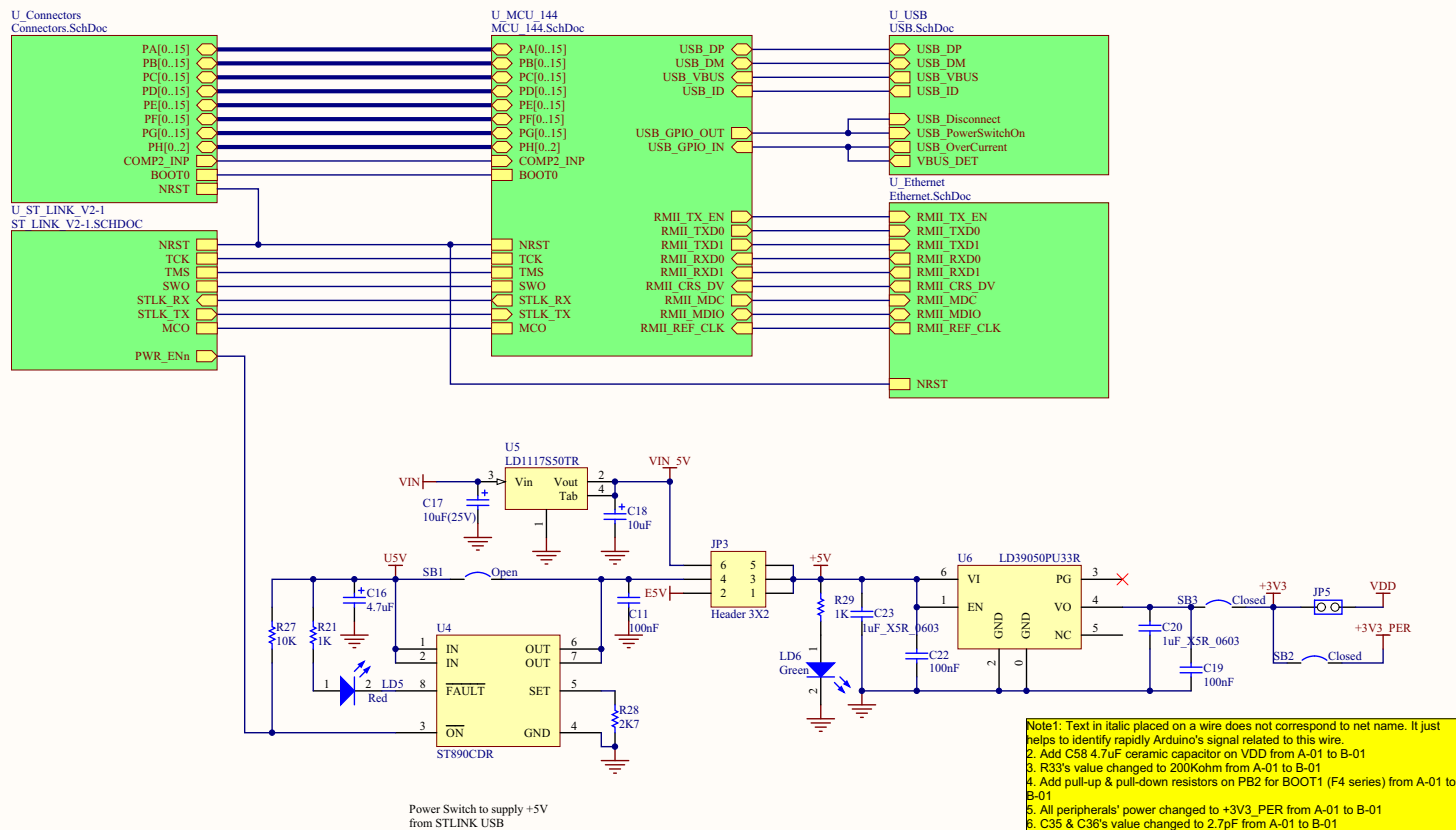 U_Connectors
Connectors.SchDoc
PA[0..15]
PB[0..15]
PC[0..15]
PD[0..15]
PE[0..15]
PF[0..15]
PG[0..15]
PH[0..2]
COMP2_INP
BOOT0
NRST
U_ST_LINK_V2-1
ST_LINK_V2-1.SCHDOC
NRST
TCK
TMS
SWO
STLK_RX
STLK_TX
MCO
PWR_ENn
U_MCU_144
MCU_144.SchDoc
PA[0..15]
PB[0..15]
PC[0..15]
PD[0..15]
PE[0..15]
PF[0..15]
PG[0..15]
PH[0..2]
COMP2_INP
BOOT0
NRST
TCK
TMS
SWO
STLK_RX
STLK_TX
MCO
USB_DP
USB_DM
USB_VBUS
USB_ID
USB_GPIO_OUT
USB_GPIO_IN
RMII_TX_EN
RMII_TXD0
RMII_TXD1
RMII_RXD0
RMII_RXD1
RMII_CRS_DV
RMII_MDC
RMII_MDIO
RMII_REF_CLK
U_USB
USB.SchDoc
USB_DP
USB_DM
USB_VBUS
USB_ID
USB_Disconnect
USB_PowerSwitchOn
USB_OverCurrent
VBUS_DET
U_Ethernet
Ethernet.SchDoc
RMII_TX_EN
RMII_TXD0
RMII_TXD1
RMII_RXD0
RMII_RXD1
RMII_CRS_DV
RMII_MDC
RMII_MDIO
RMII_REF_CLK
NRST
U5
LD1117S50TR
VIN
3
Vin
Vout
2
Tab
4
1
VIN_5V
C17
10uF(25V)
C18
10uF
U5V
SB1
Open
C16
4.7uF
R27
10K
R21
1K
1
2
LD5
Red
U4
1
IN
2
IN
8
FAULT
3
ON
OUT
6
OUT
7
SET
5
GND
4
ST890CDR
R28
2K7
C11
100nF
E5V
JP3
6
5
4
3
2
1
Header 3X2
+5V
R29
1K
LD6
Green
1
2
C23
1uF_X5R_0603
C22
100nF
U6
LD39050PU33R
6
VI
1
EN
GND
2
GND
0
PG
3
VO
4
NC
5
C20
1uF_X5R_0603
C19
100nF
SB3
Closed
+3V3
JP5
VDD
SB2
Closed
+3V3_PER
Power Switch to supply +5V
from STLINK USB
Note1: Text in italic placed on a wire does not correspond to net name. It just
helps to identify rapidly Arduino's signal related to this wire.
2. Add C58 4.7uF ceramic capacitor on VDD from A-01 to B-01
3. R33's value changed to 200Kohm from A-01 to B-01
4. Add pull-up & pull-down resistors on PB2 for BOOT1 (F4 series) from A-01 to
B-01
5. All peripherals' power changed to +3V3_PER from A-01 to B-01
6. C35 & C36's value changed to 2.7pF from A-01 to B-01